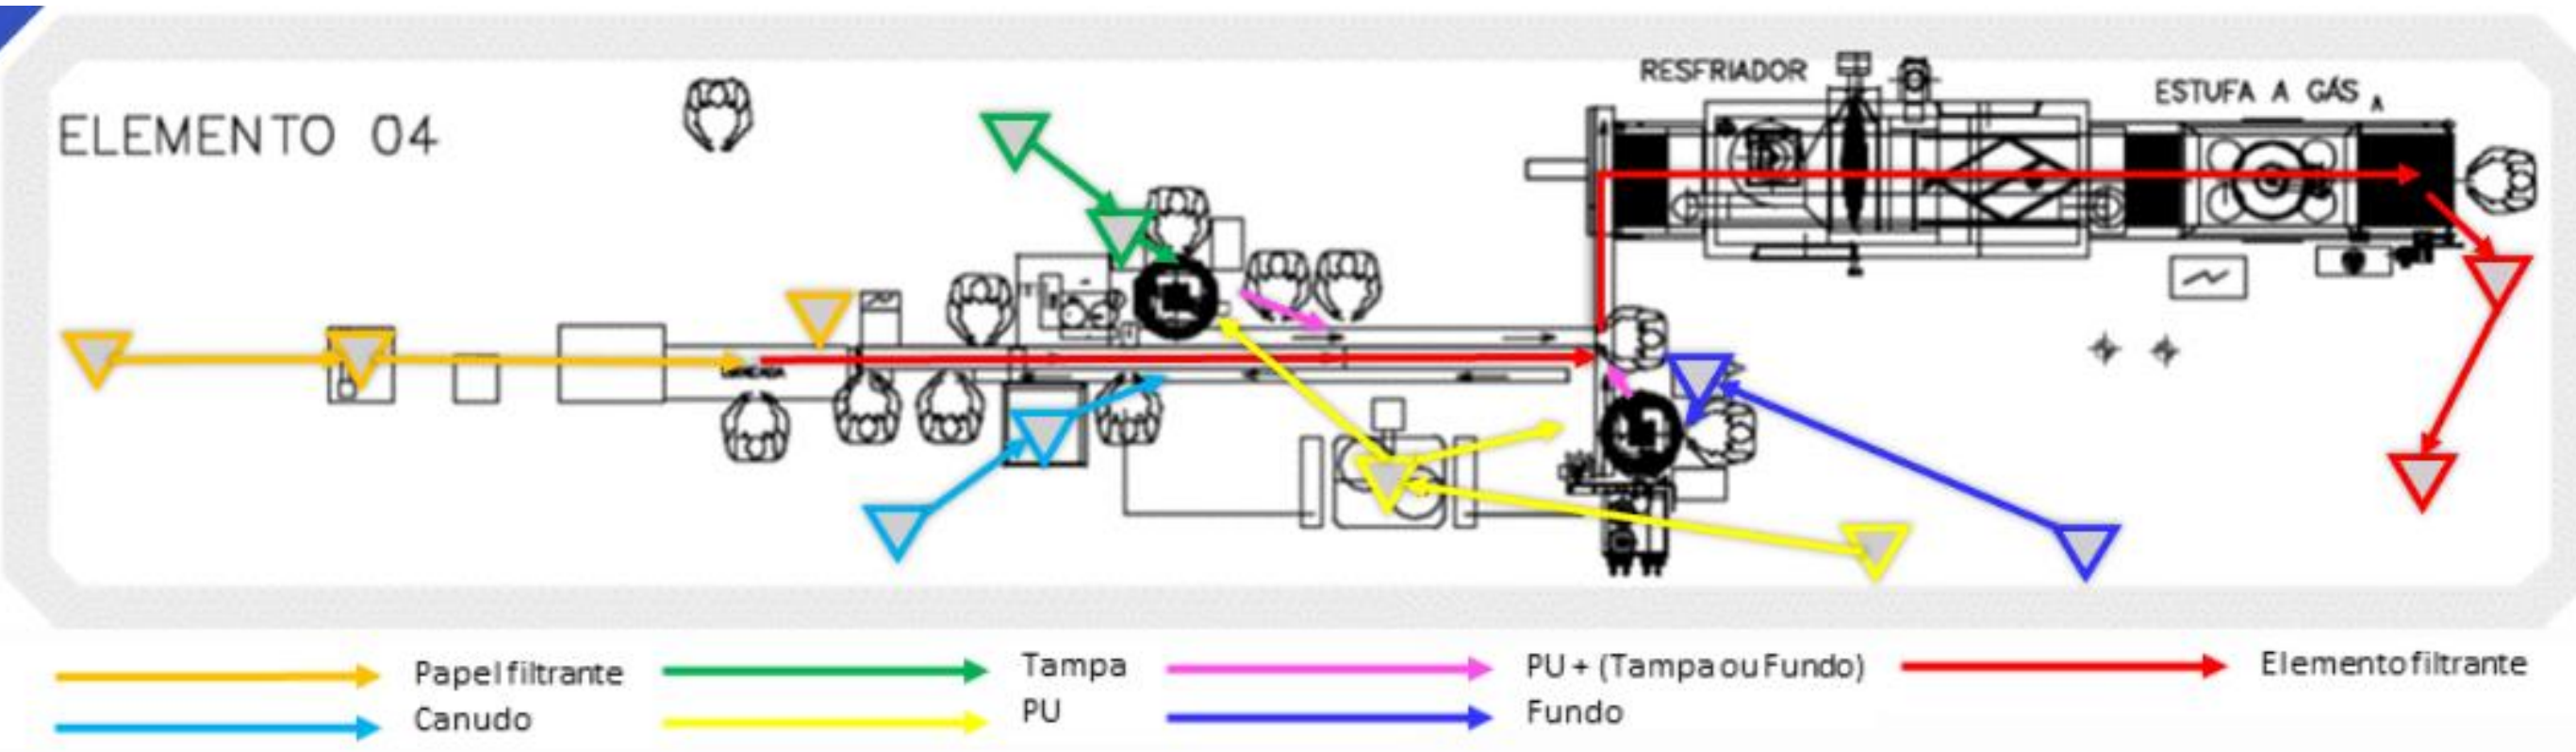 RESFRIADOR
ESTUFA A GÁS A
ELEMENTO 04
Papel filtrante
Tampa
PU + (Tampa ou Fundo)
Elemento filtrante
Canudo
PU
Fundo